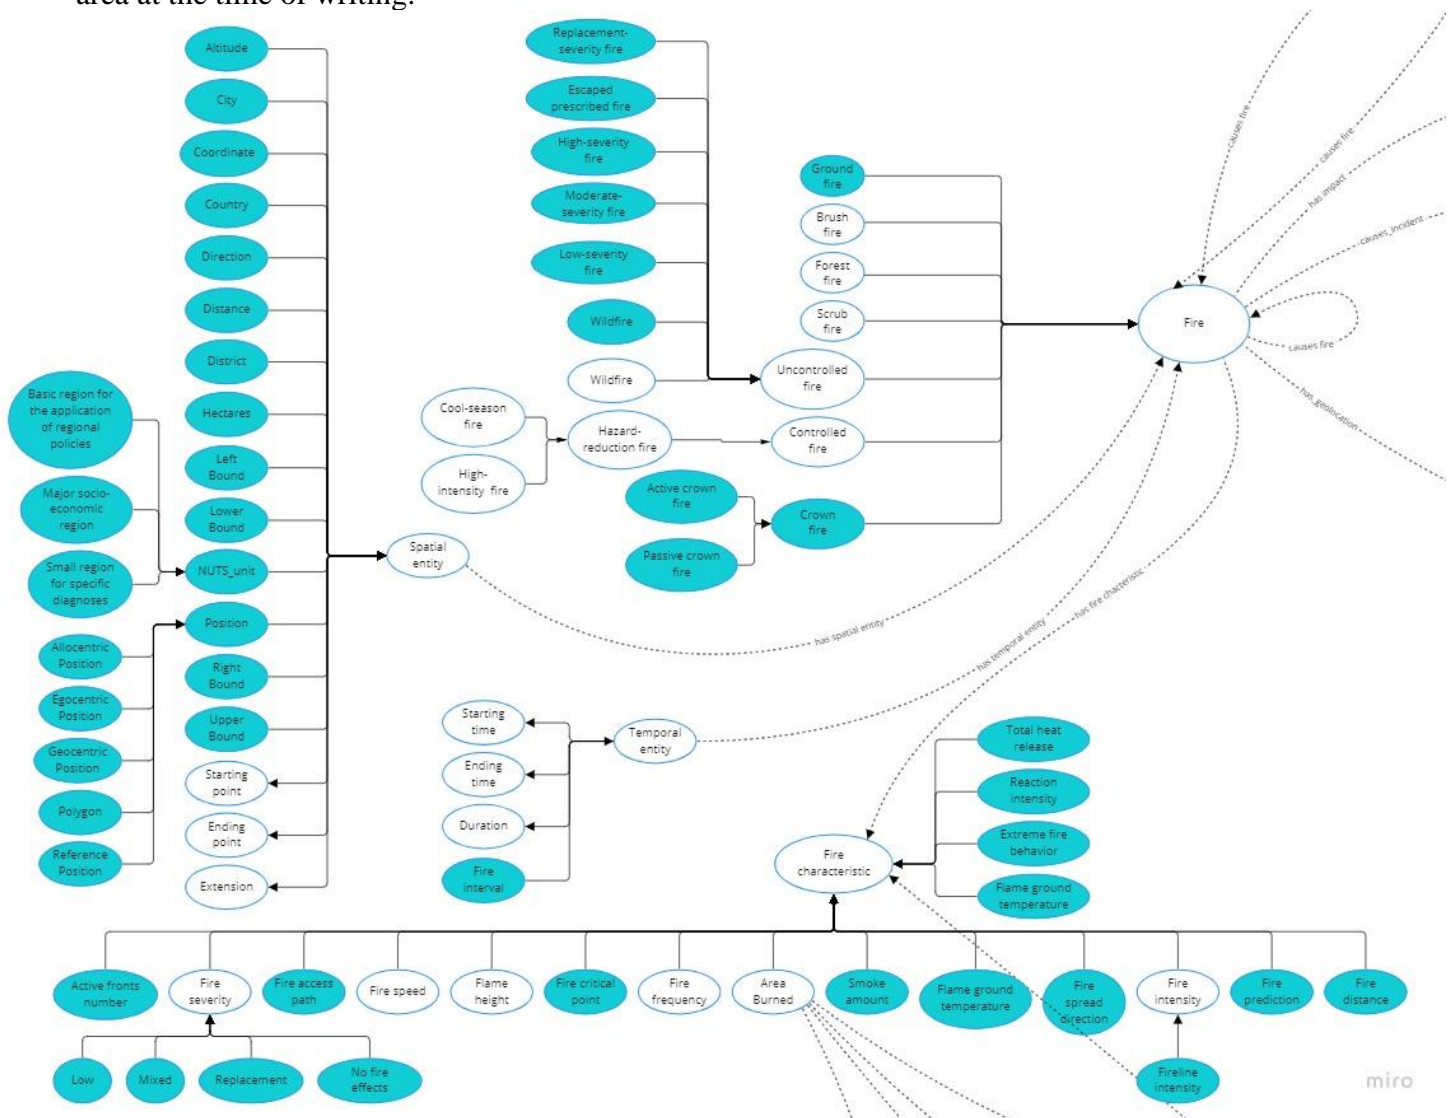 area at the time of writing.
Altitude
City
Coordinate
Country
Direction
Distance
District
Hectares
Left
Bound
Lower
Bound
NUTS_unit
Position
Right
Bound
Upper
Bound
Starting
point
Ending
point
Extension
Basic region for
the application
of regional
policies
Major socio-
economic
region
Small region
for specific
diagnoses
Allocentric
Position
Egocentric
Position
Geocentric
Position
Polygon
Reference
Position
Spatial
entity
Replacement-
severity fire
Escaped
prescribed fire
High-severity
fire
Moderate-
severity fire
Low-severity
fire
Wildfire
Wildfire
Cool-season
fire
High-
intensity fire
Hazard-
reduction fire
Active crown
fire
Passive crown
fire
Ground
fire
Brush
fire
Forest
fire
Scrub
fire
Uncontrolled
fire
Controlled
fire
Crown
fire
Fire
causes fire
causes fire
has impact
causes_incident
causes fire
has_geolocation
has spatial entity
has temporal entity
has fire chacteristic
Starting
time
Ending
time
Duration
Fire
interval
Temporal
entity
Total heat
release
Reaction
intensity
Extreme fire
behavior
Flame ground
temperature
Fire
characteristic
Active fronts
number
Fire
severity
Fire access
path
Fire speed
Flame
height
Fire critical
point
Fire
frequency
Area
Burned
Smoke
amount
Flame ground
temperature
Fire
spread
direction
Fire
intensity
Fire
prediction
Fire
distance
Low
Mixed
Replacement
No fire
effects
Fireline
intensity
miro